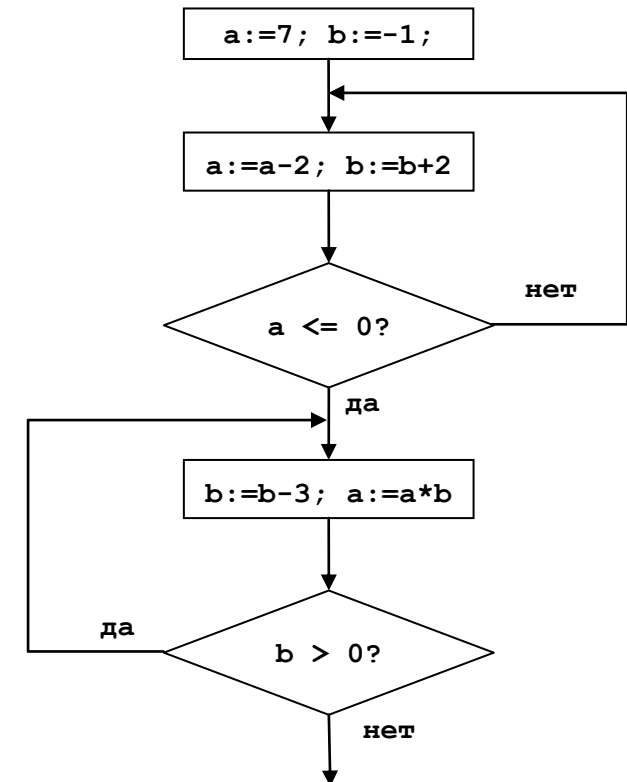 a:=7; b:=-1;
a:=a-2; b:=b+2
нет
a <= 0?
да
b:=b-3; a:=a*b
да
b > 0?
нет